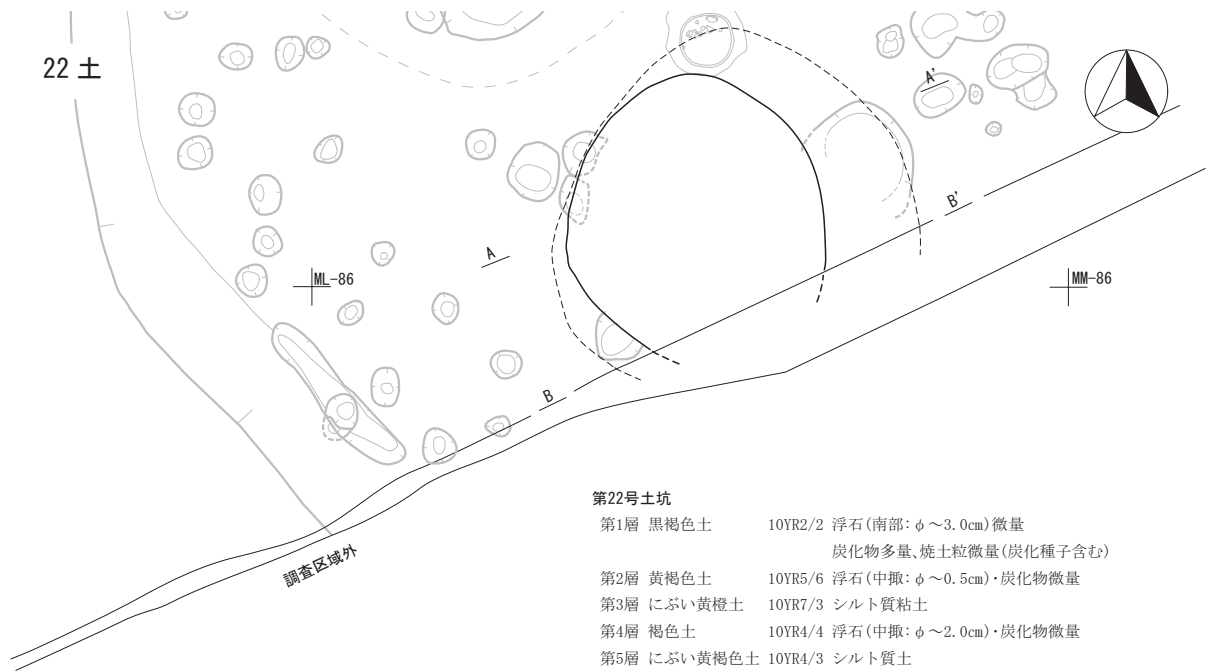 22 土
A'
B'
A
ML-86
MM-86
B
調査区域外
第22号土坑
第1層 黒褐色土 10YR2/2 浮石(南部:φ～3.0㎝)微量
炭化物多量、焼土粒微量(炭化種子含む)
第2層 黄褐色土 10YR5/6 浮石(中掫:φ～0.5㎝)・炭化物微量
第3層 にぶい黄橙土 10YR7/3 シルト質粘土
第4層 褐色土 10YR4/4 浮石(中掫:φ～2.0㎝)・炭化物微量
第5層 にぶい黄褐色土 10YR4/3 シルト質土